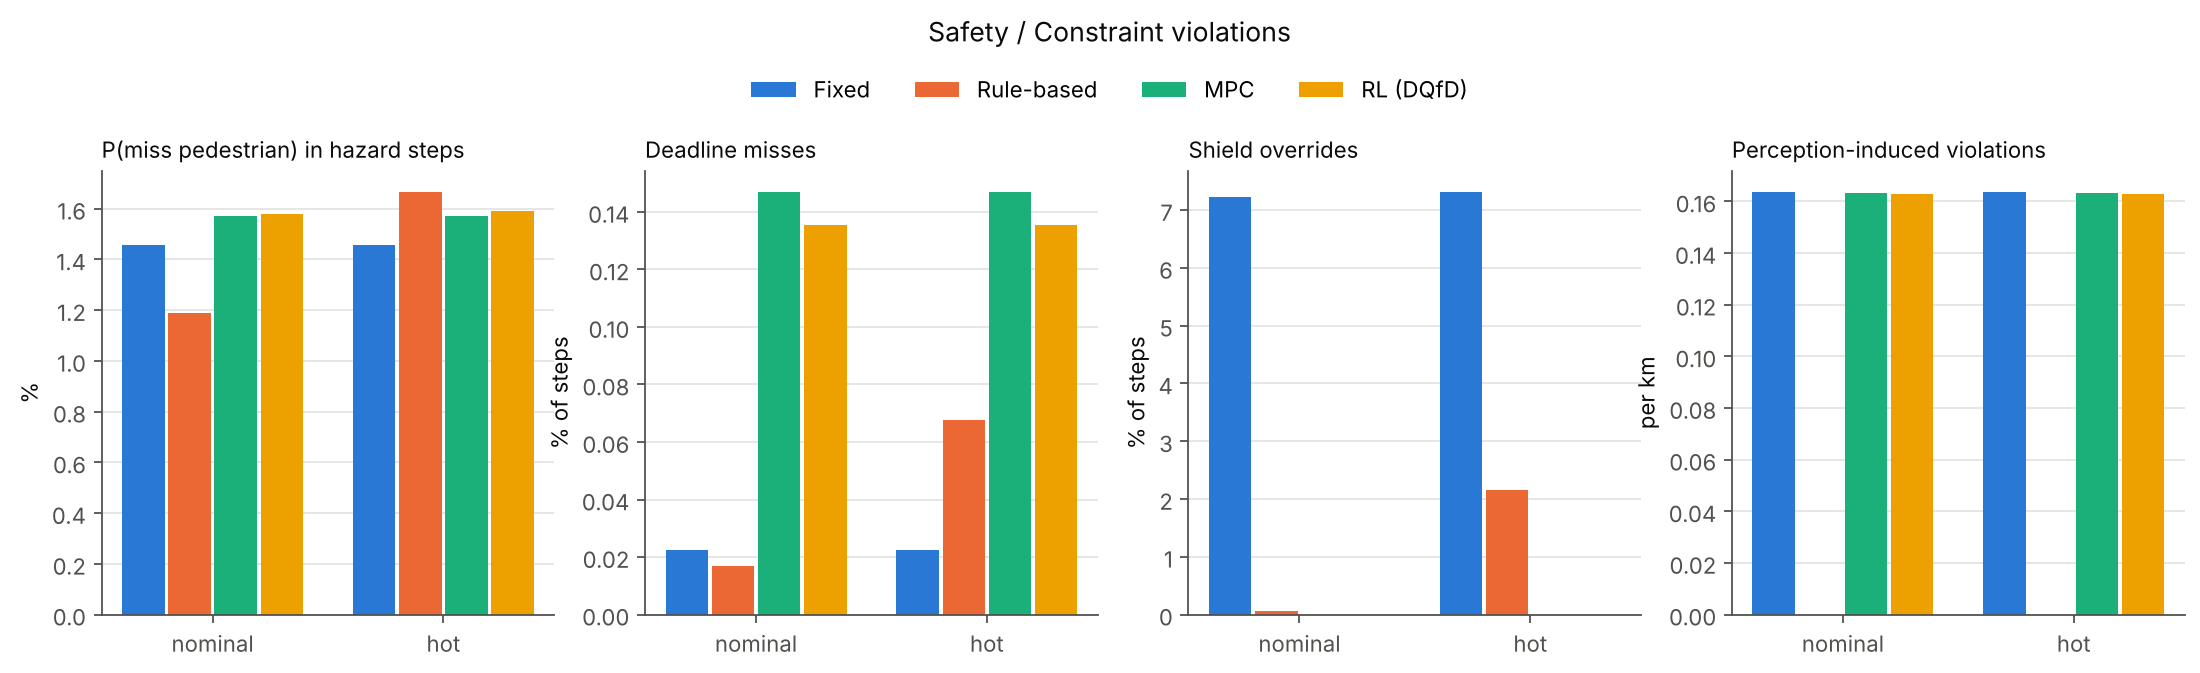 Safety / Constraint violations
Fixed Rule-based MPC RL (DQfD)
P(miss pedestrian) in hazard steps
%
1.6
1.4
1.2
1.0
0.8
0.6
0.4
0.2
0.0
nominal hot
Deadline misses
% of steps
0.14
0.12
0.10
0.08
0.06
0.04
0.02
0.00
nominal hot
Shield overrides
% of steps
7
6
5
4
3
2
1
0
nominal hot
Perception-induced violations
per km
0.16
0.14
0.12
0.10
0.08
0.06
0.04
0.02
0.00
nominal hot